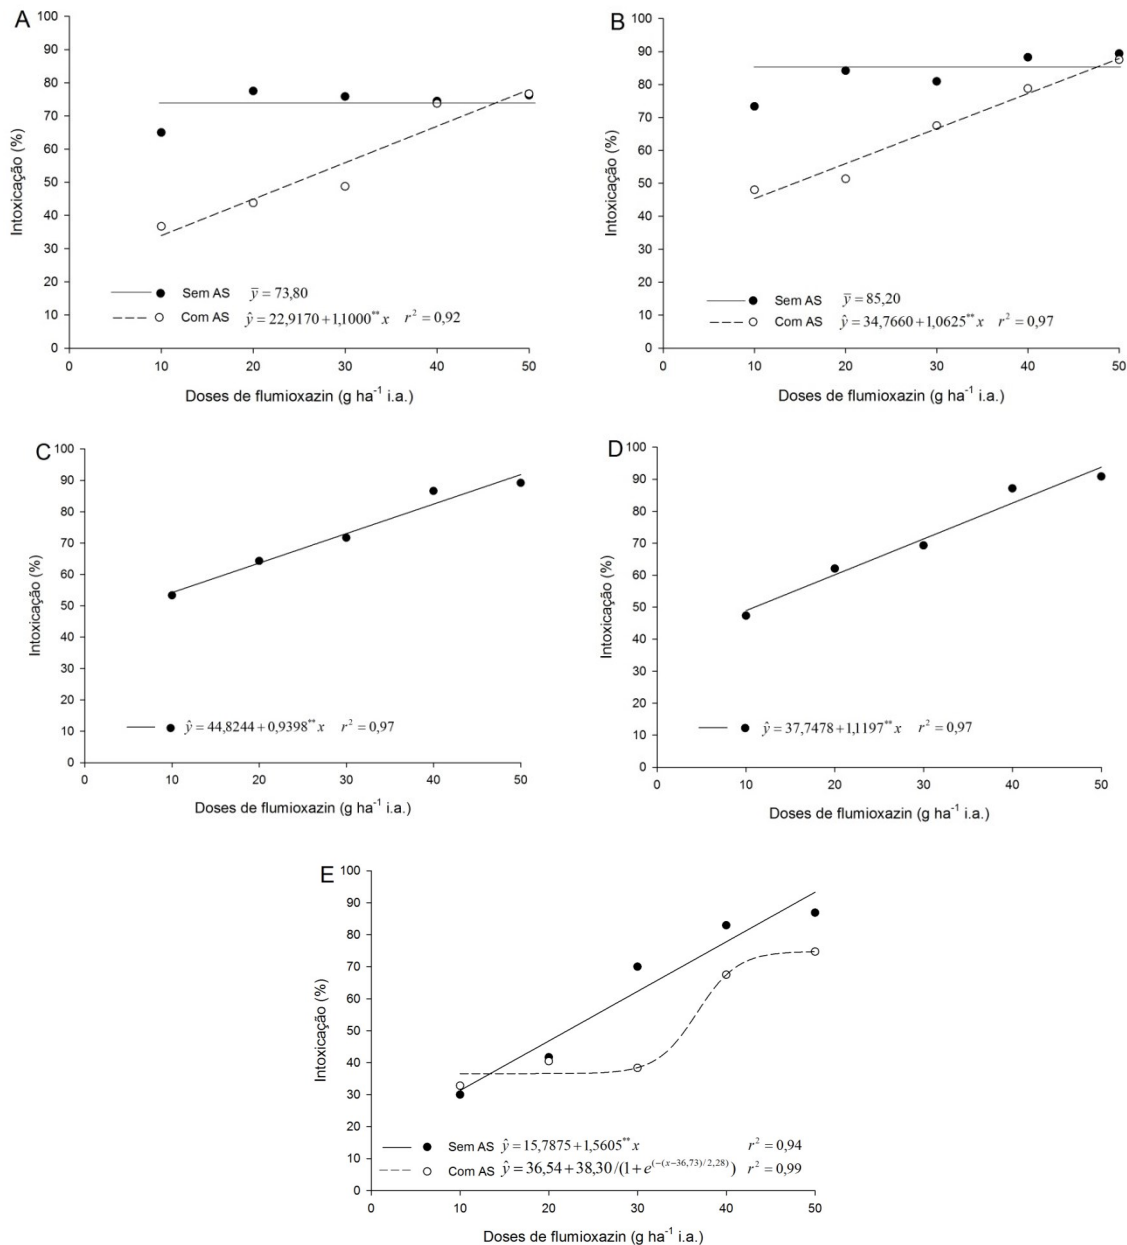 A
100
90
80
70
60
50
40
30
20
10
0
Intoxicação (%)
Sem AS y̅ = 73,80
Com AS ŷ = 22,9170 + 1,1000** x r² = 0,92
0 10 20 30 40 50
Doses de flumioxazin (g ha⁻¹ i.a.)
B
100
90
80
70
60
50
40
30
20
10
0
Intoxicação (%)
Sem AS y̅ = 85,20
Com AS ŷ = 34,7660 + 1,0625** x r² = 0,97
0 10 20 30 40 50
Doses de flumioxazin (g ha⁻¹ i.a.)
C
100
90
80
70
60
50
40
30
20
10
0
Intoxicação (%)
ŷ = 44,8244 + 0,9398** x r² = 0,97
0 10 20 30 40 50
Doses de flumioxazin (g ha⁻¹ i.a.)
D
100
90
80
70
60
50
40
30
20
10
0
Intoxicação (%)
ŷ = 37,7478 + 1,1197** x r² = 0,97
0 10 20 30 40 50
Doses de flumioxazin (g ha⁻¹ i.a.)
E
100
90
80
70
60
50
40
30
20
10
0
Intoxicação (%)
Sem AS ŷ = 15,7875 + 1,5605** x r² = 0,94
Com AS ŷ = 36,54 + 38,30 /(1 + e^(−(x−36,73)/2,28)) r² = 0,99
0 10 20 30 40 50
Doses de flumioxazin (g ha⁻¹ i.a.)